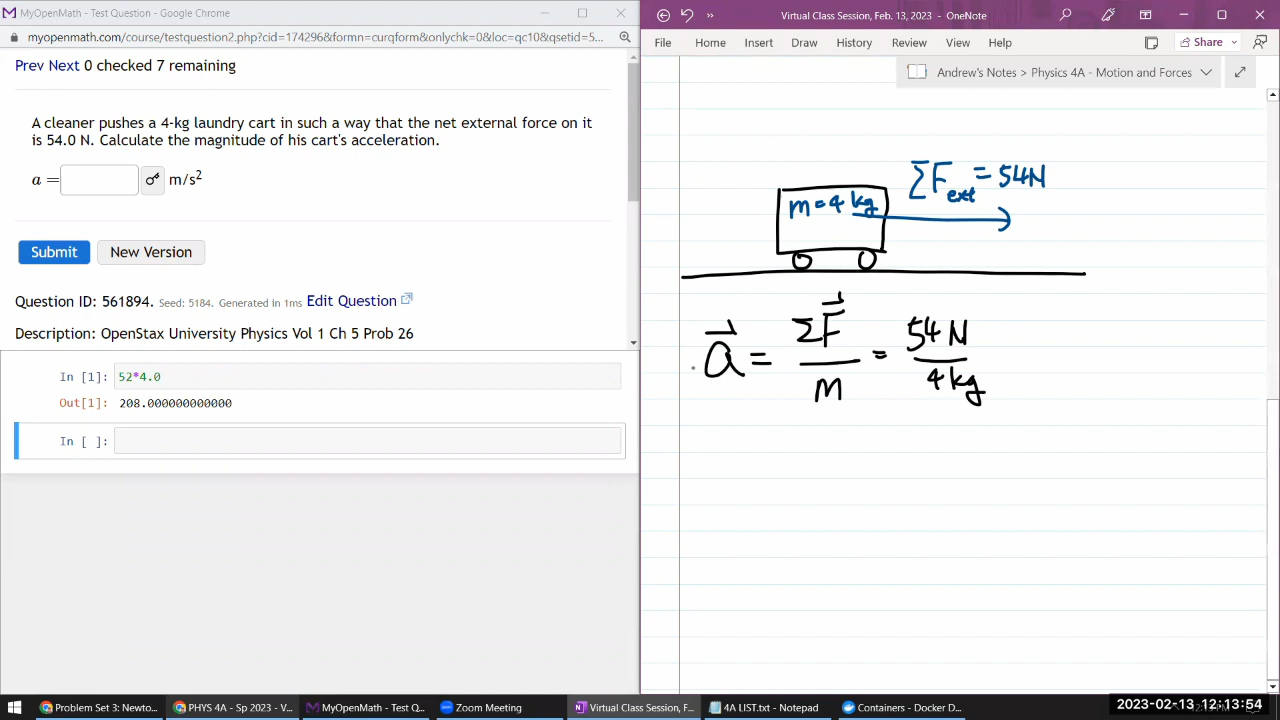 MyOpenMath - Test Question - Google Chrome
myopenmath.com/course/testquestion2.php?cid=174296&formn=curqform&onlychk=0&loc=qc10&qsetid=5...
Prev Next 0 checked 7 remaining
A cleaner pushes a 4-kg laundry cart in such a way that the net external force on it
is 54.0 N. Calculate the magnitude of his cart's acceleration.
a = m/s²
Submit New Version
Question ID: 561894. Seed: 5184. Generated in 1ms Edit Question
Description: OpenStax University Physics Vol 1 Ch 5 Prob 26
In [1]: 52*4.0
Out[1]: 208.000000000000
In [ ]:
Virtual Class Session, Feb. 13, 2023 - OneNote
File Home Insert Draw History Review View Help Share
Andrew's Notes > Physics 4A - Motion and Forces
ΣF_ext = 54N
m = 4 kg
a⃗ = ΣF⃗ / m = 54 N / 4 kg
Problem Set 3: Newto... PHYS 4A - Sp 2023 - V... MyOpenMath - Test Q... Zoom Meeting Virtual Class Session, F... 4A LIST.txt - Notepad Containers - Docker D...
2023-02-13 12:13:54